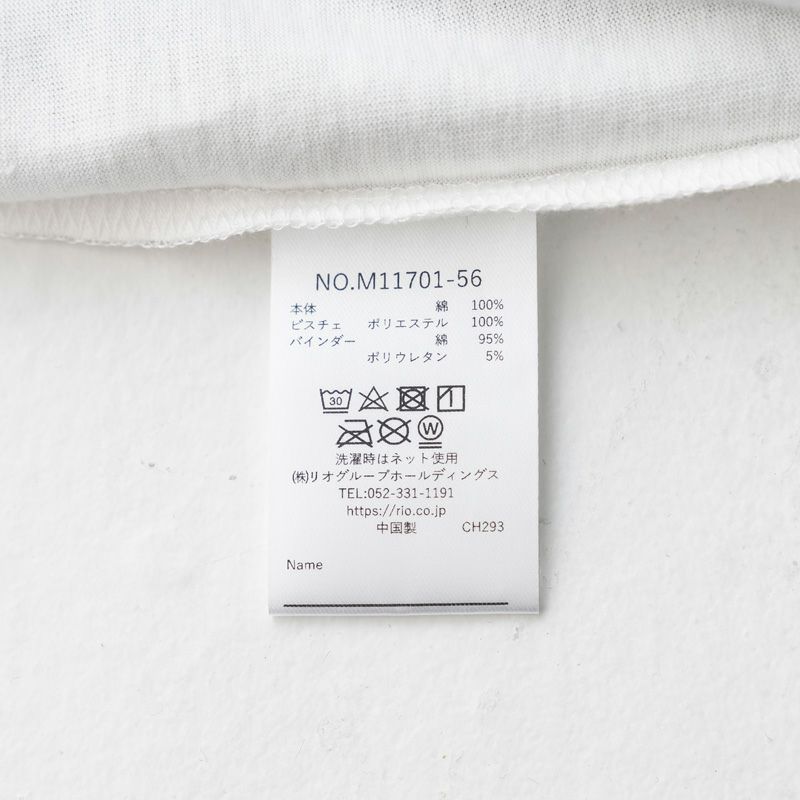 NO.M11701-56
本体 綿 100%
ビスチェ ポリエステル 100%
バインダー 綿 95%
ポリウレタン 5%
30
W
洗濯時はネット使用
㈱リオグループホールディングス
TEL:052-331-1191
https://rio.co.jp
中国製 CH293
Name